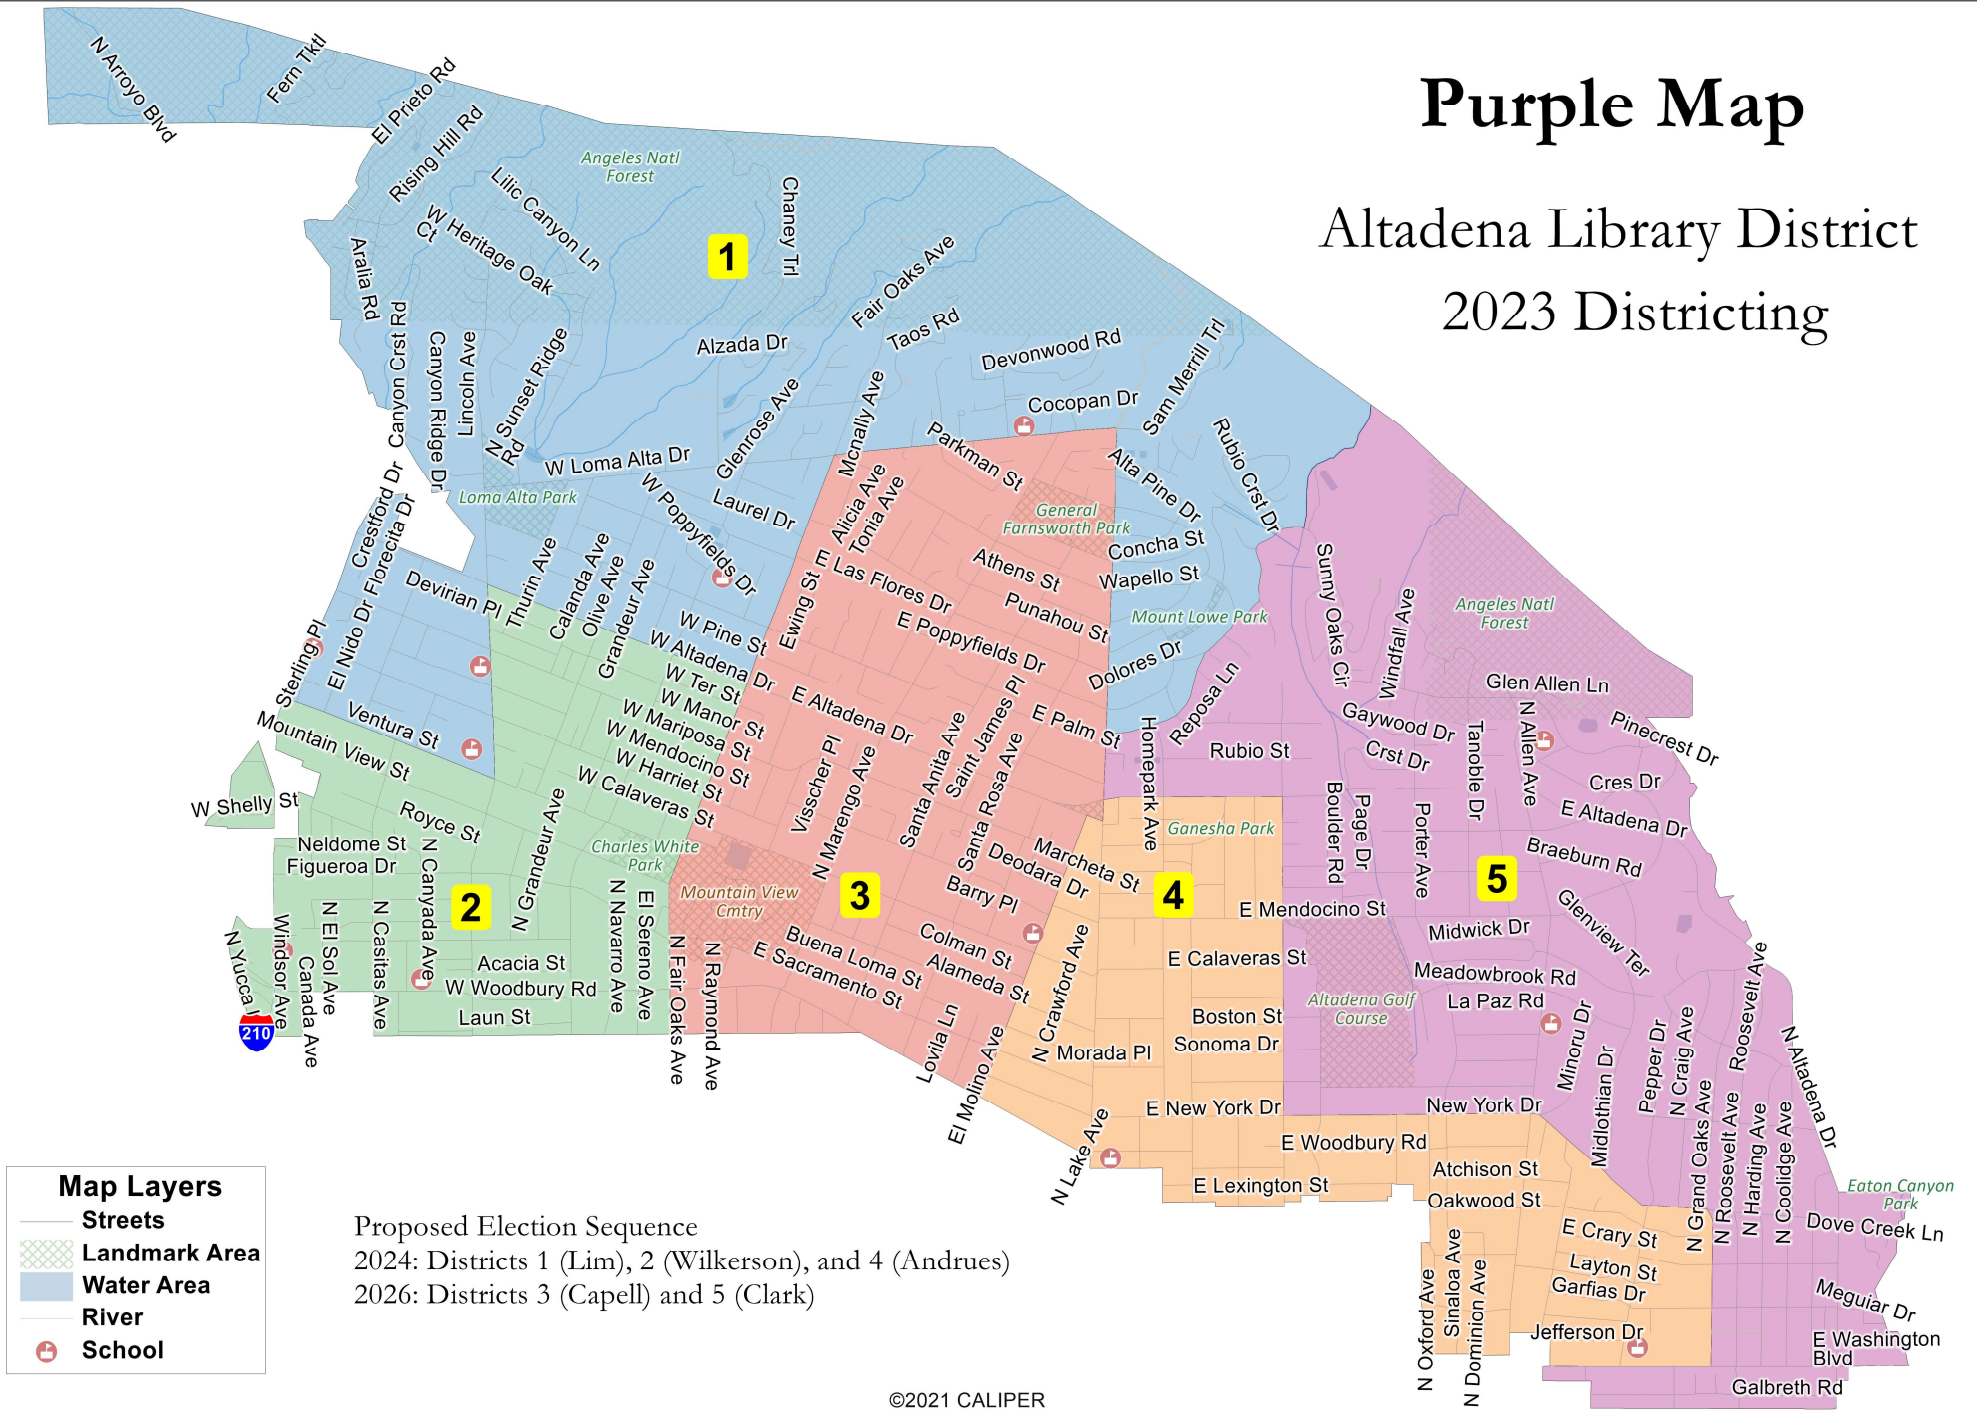 Purple Map
Altadena Library District
2023 Districting
N Arroyo Blvd
Fern Tktl
El Prieto Rd
Rising Hill Rd
Angeles Natl
Forest
Lilic Canyon Ln
W Heritage Oak
Ct
Chaney Trl
1
Aralia Rd
Fair Oaks Ave
Taos Rd
Alzada Dr
Devonwood Rd
Sam Merrill Trl
Canyon Crst Rd
Canyon Ridge Dr
Lincoln Ave
N Sunset Ridge
Rd
Glenrose Ave
Mcnally Ave
Cocopan Dr
Parkman St
Rubio Crst Dr
W Loma Alta Dr
Alta Pine Dr
Crestford Dr
El Nido Dr
Florecita Dr
Loma Alta Park
W Poppyfields Dr
Laurel Dr
Alicia Ave
Tonia Ave
General
Farnsworth Park
Concha St
Wapello St
Athens St
E Las Flores Dr
Ewing St
Punahou St
Mount Lowe Park
Devirian Pl
Thurin Ave
Calanda Ave
Olive Ave
Grandeur Ave
W Pine St
W Altadena Dr
E Poppyfields Dr
Dolores Dr
Sterling Pl
Ventura St
Mountain View St
W Ter St
W Manor St
W Mariposa St
W Mendocino St
W Harriet St
W Calaveras St
E Altadena Dr
Santa Anita Ave
Saint James Pl
Santa Rosa Ave
E Palm St
Reposa Ln
Homepark Ave
Rubio St
Sunny Oaks Cir
Windfall Ave
Angeles Natl
Forest
Glen Allen Ln
Gaywood Dr
Crst Dr
Tanoble Dr
N Allen Ave
Pinecrest Dr
Cres Dr
E Altadena Dr
Braeburn Rd
Boulder Rd
Page Dr
Porter Ave
5
W Shelly St
Royce St
Neldome St
Figueroa Dr
N Canyada Ave
N Grandeur Ave
Charles White
Park
Visscher Pl
N Marengo Ave
Mountain View
Cmtry
3
Marcheta St
Deodara Dr
Barry Pl
Ganesha Park
4
E Mendocino St
Midwick Dr
Glenview Ter
2
N Yucca
Windsor Ave
N El Sol Ave
Canada Ave
N Casitas Ave
Acacia St
W Woodbury Rd
Laun St
N Navarro Ave
El Sereno Ave
N Fair Oaks Ave
N Raymond Ave
Buena Loma St
E Sacramento St
Colman St
Alameda St
Lovila Ln
El Molino Ave
N Crawford Ave
E Calaveras St
Altadena Golf
Course
Meadowbrook Rd
La Paz Rd
Boston St
Sonoma Dr
Morada Pl
210
Minoru Dr
Midlothian Dr
Pepper Dr
N Craig Ave
Roosevelt Ave
N Altadena Dr
N Lake Ave
E New York Dr
New York Dr
E Woodbury Rd
E Lexington St
Atchison St
Oakwood St
N Grand Oaks Ave
N Roosevelt Ave
N Harding Ave
N Coolidge Ave
Eaton Canyon
Park
Dove Creek Ln
E Crary St
Layton St
Garfias Dr
Jefferson Dr
N Oxford Ave
Sinaloa Ave
N Dominion Ave
Meguiar Dr
E Washington
Blvd
Galbreth Rd
Map Layers
Streets
Landmark Area
Water Area
River
School
Proposed Election Sequence
2024: Districts 1 (Lim), 2 (Wilkerson), and 4 (Andrues)
2026: Districts 3 (Capell) and 5 (Clark)
©2021 CALIPER